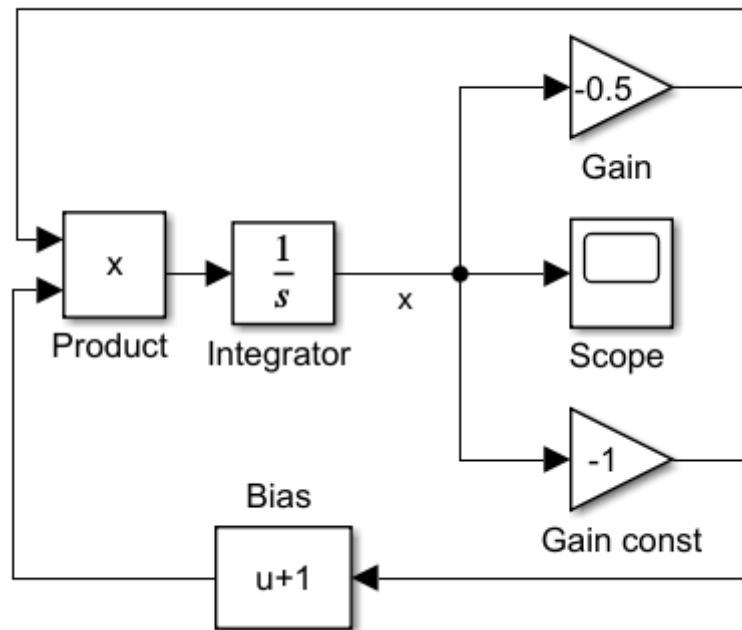 -0.5
Gain
x
Product
1
s
Integrator
x
Scope
-1
Gain const
Bias
u+1